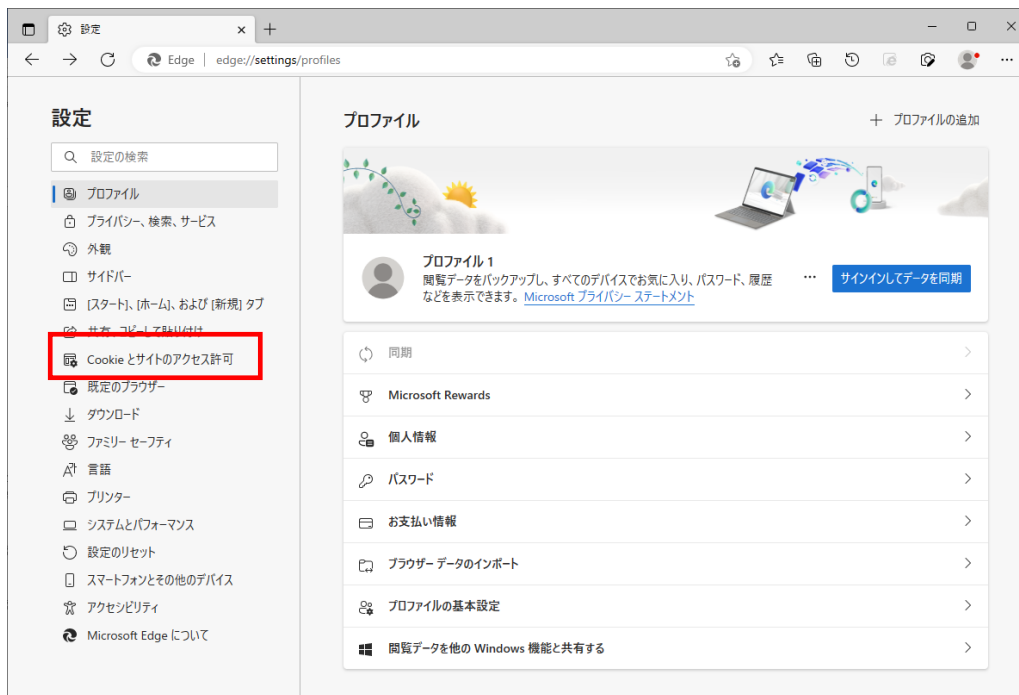 設定
Edge
edge://settings/profiles
設定
設定の検索
プロファイル
プライバシー、検索、サービス
外観
サイドバー
[スタート]、[ホーム]、および [新規] タブ
共有、コピーして貼り付け
Cookie とサイトのアクセス許可
既定のブラウザー
ダウンロード
ファミリー セーフティ
言語
プリンター
システムとパフォーマンス
設定のリセット
スマートフォンとその他のデバイス
アクセシビリティ
Microsoft Edge について
プロファイル
プロファイルの追加
プロファイル 1
閲覧データをバックアップし、すべてのデバイスでお気に入り、パスワード、履歴
などを表示できます。Microsoft プライバシー ステートメント
サインインしてデータを同期
同期
Microsoft Rewards
個人情報
パスワード
お支払い情報
ブラウザー データのインポート
プロファイルの基本設定
閲覧データを他の Windows 機能と共有する